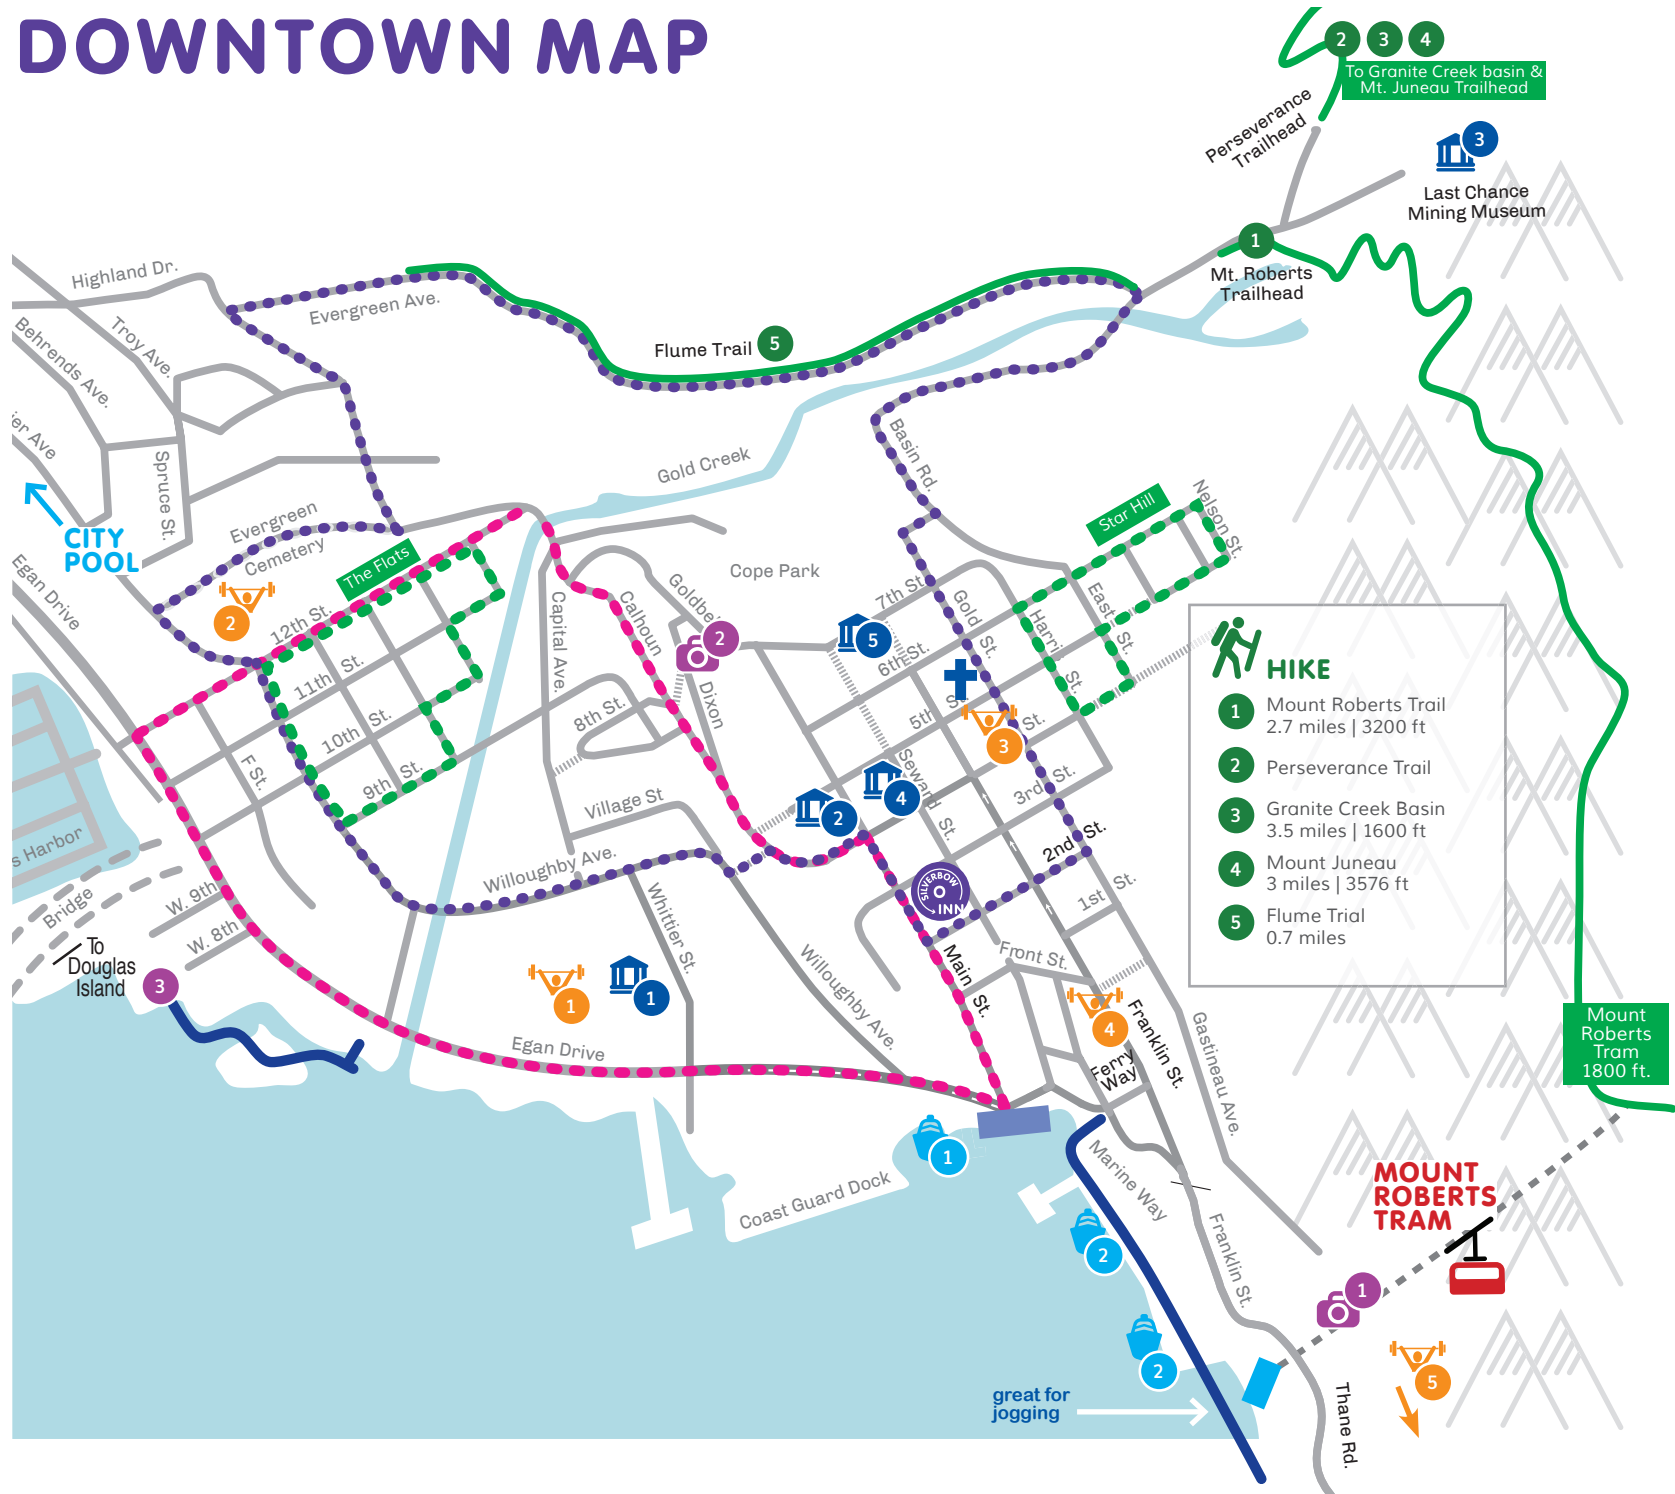 DOWNTOWN MAP
2
3
4
To Granite Creek basin &
Mt. Juneau Trailhead
Perseverance
Trailhead
3
Last Chance
Mining Museum
1
Mt. Roberts
Trailhead
Highland Dr.
Evergreen Ave.
Troy Ave.
Behrends Ave.
ier Ave
Flume Trail
5
Basin Rd.
Gold Creek
Spruce St.
CITY
POOL
Evergreen
Cemetery
The Flats
Star Hill
Nelson St.
Egan Drive
2
12th St.
11th St.
10th St.
9th St.
F St.
Capital Ave.
Calhoun
Goldbel
Cope Park
2
Dixon
8th St.
Village St
7th St.
5
6th St.
Gold St.
Harri St.
East St.
5th St.
3
St.
3rd St.
Seward St.
4
2
2nd St.
1st St.
SILVERBOW
INN
HIKE
1
Mount Roberts Trail
2.7 miles | 3200 ft
2
Perseverance Trail
3
Granite Creek Basin
3.5 miles | 1600 ft
4
Mount Juneau
3 miles | 3576 ft
5
Flume Trial
0.7 miles
s Harbor
Bridge
W. 9th
W. 8th
To
Douglas
Island
3
Willoughby Ave.
Whittier St.
1
1
Willoughby Ave.
Main St.
Front St.
4
Franklin St.
Ferry
Way
Gastineau Ave.
Egan Drive
Mount
Roberts
Tram
1800 ft.
1
Coast Guard Dock
Marine Way
2
Franklin St.
MOUNT
ROBERTS
TRAM
1
2
5
great for
jogging
Thane Rd.